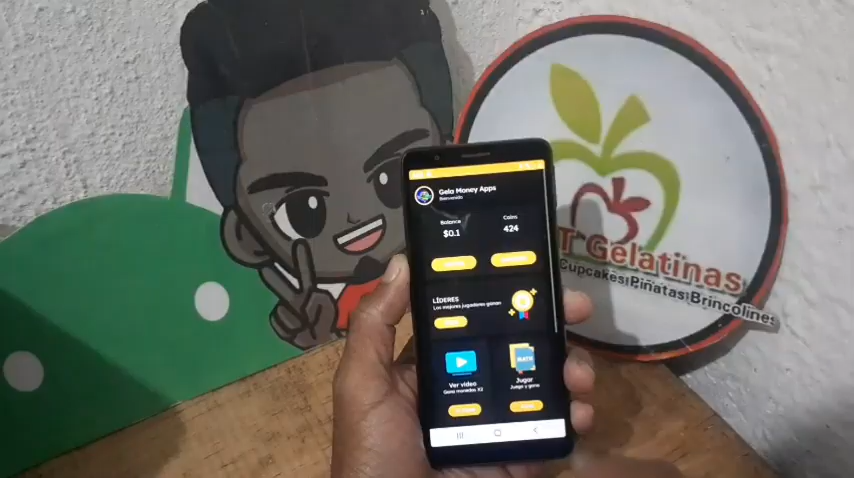 Gela Money Apps
Bienvenido
Balance
$0.1
Coins
424
LÍDERES
Los mejores jugadores ganan
MATH
Ver video
Gana monedas X2
Jugar
Juega y gana
T Gelatinas
Cupcakes Piñatas Brincolines